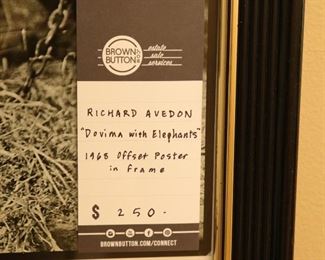 BROWN
BUTTON
estate
sale
services
RICHARD AVEDON
"Dovima with Elephants"
1968 Offset Poster
in frame
$ 250-
BROWNBUTTON.COM/CONNECT